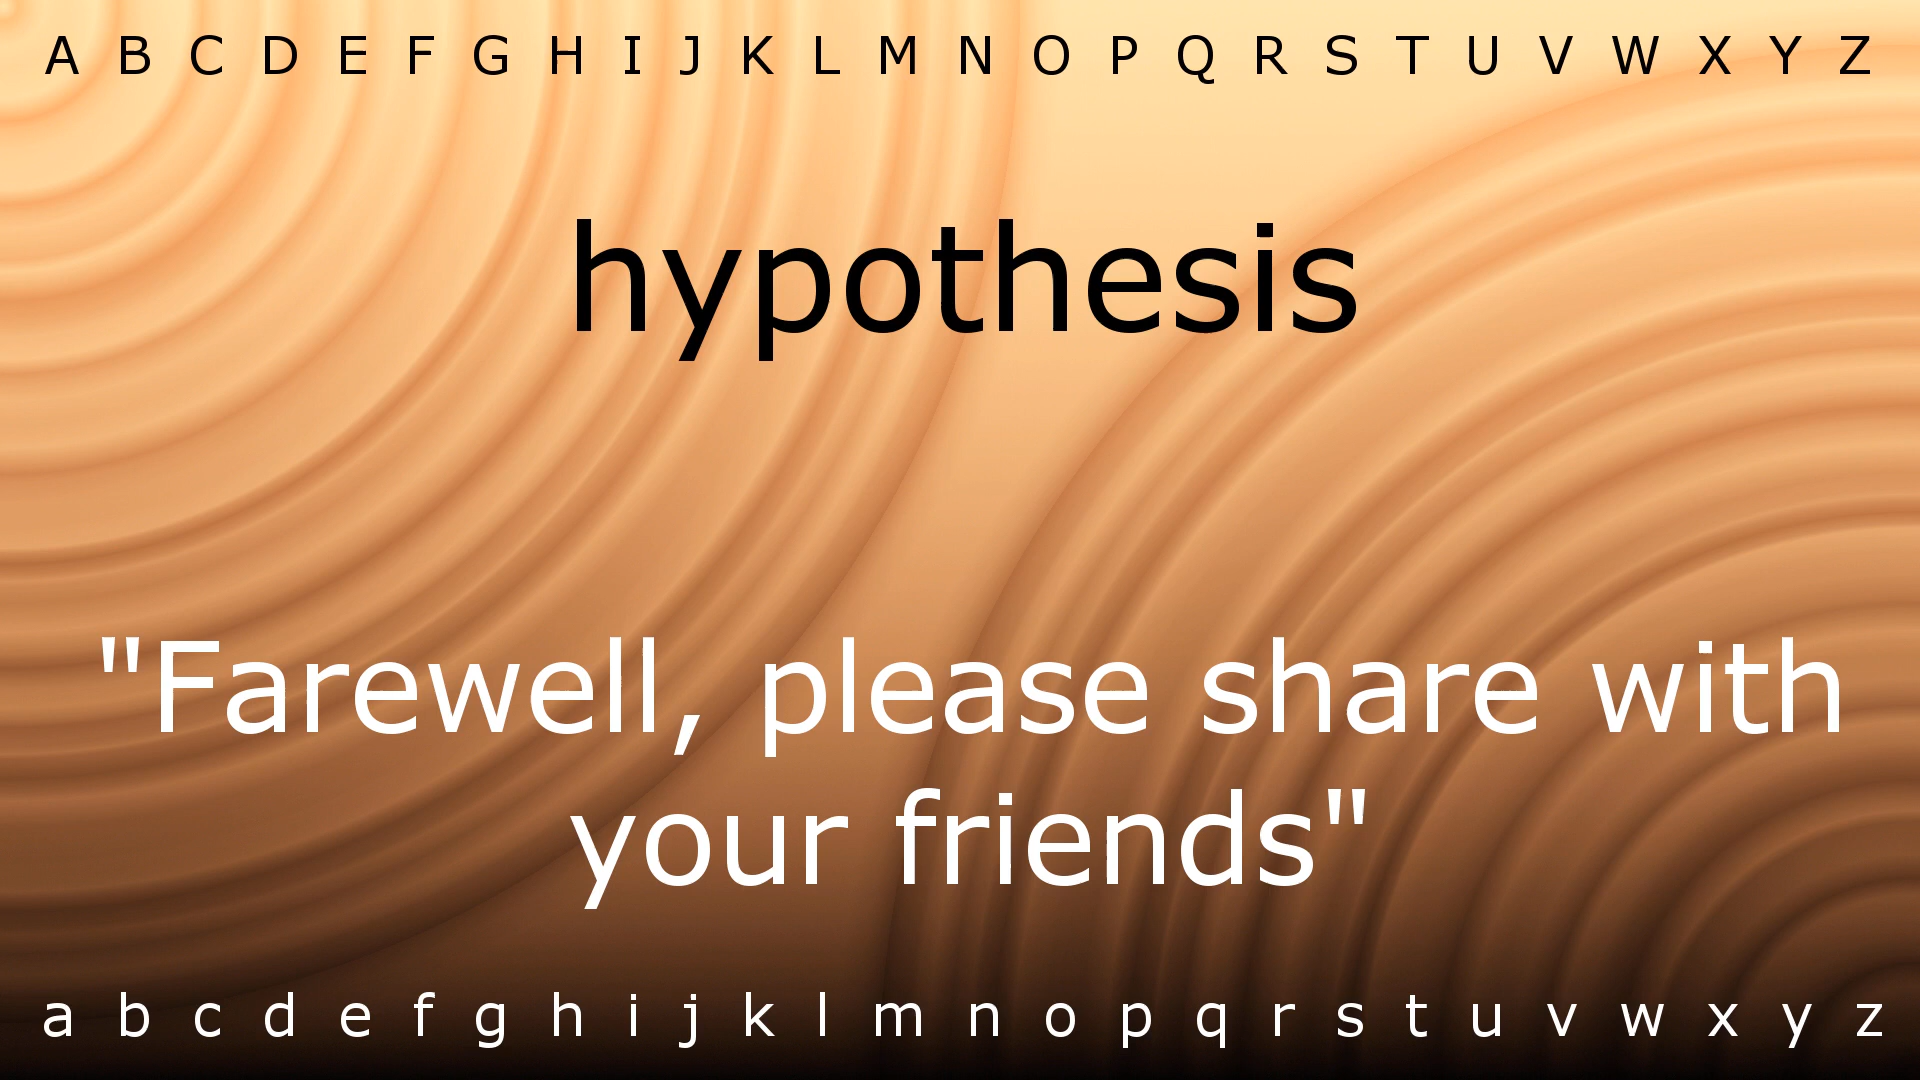 A B C D E F G H I J K L M N O P Q R S T U V W X Y Z
hypothesis
"Farewell, please share with
your friends"
a b c d e f g h i j k l m n o p q r s t u v w x y z